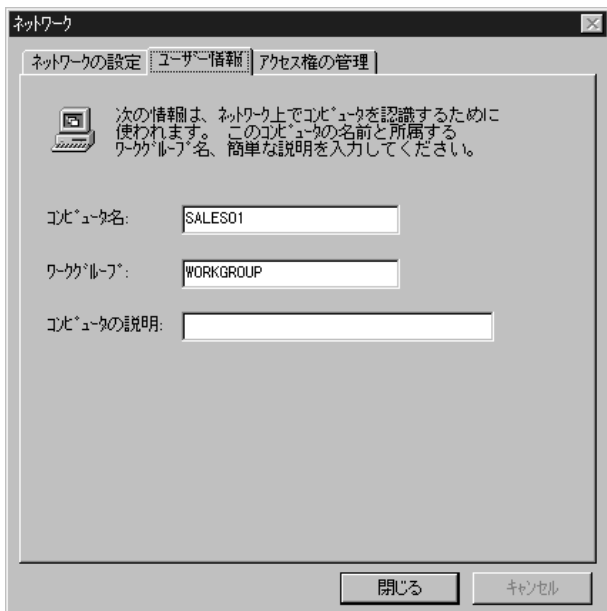 ネットワーク
ネットワークの設定 ユーザー情報 アクセス権の管理
次の情報は、ネットワーク上でコンピュータを認識するために
使われます。 このコンピュータの名前と所属する
ワークグループ名、簡単な説明を入力してください。
コンピュータ名: SALES01
ワークグループ: WORKGROUP
コンピュータの説明:
閉じる キャンセル